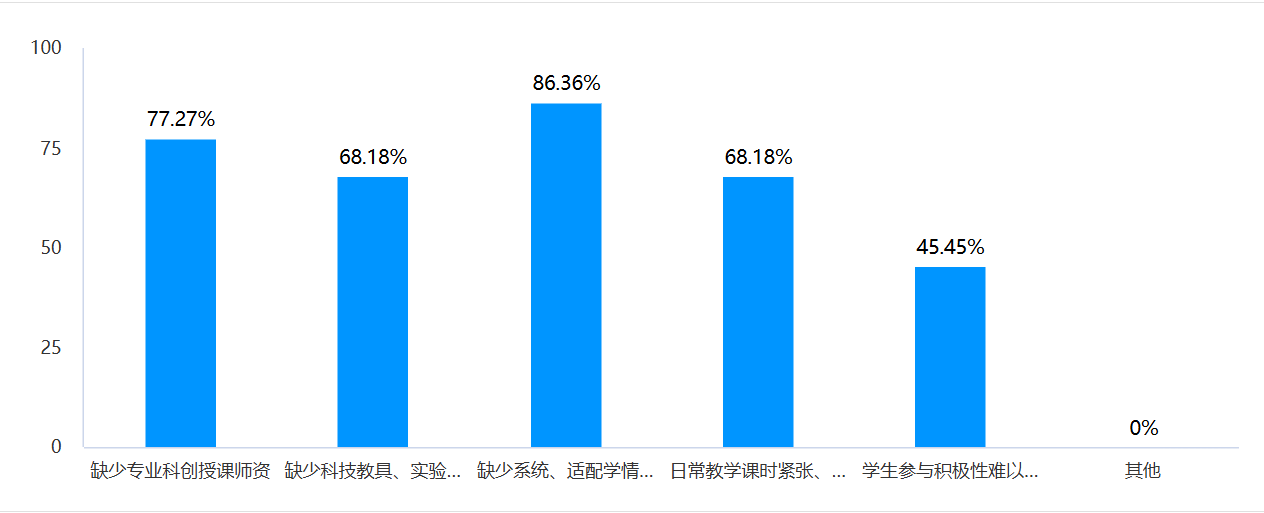 100
75
50
25
0
77.27%
68.18%
86.36%
68.18%
45.45%
0%
缺少专业科创授课师资
缺少科技教具、实验...
缺少系统、适配学情...
日常教学课时紧张、...
学生参与积极性难以...
其他